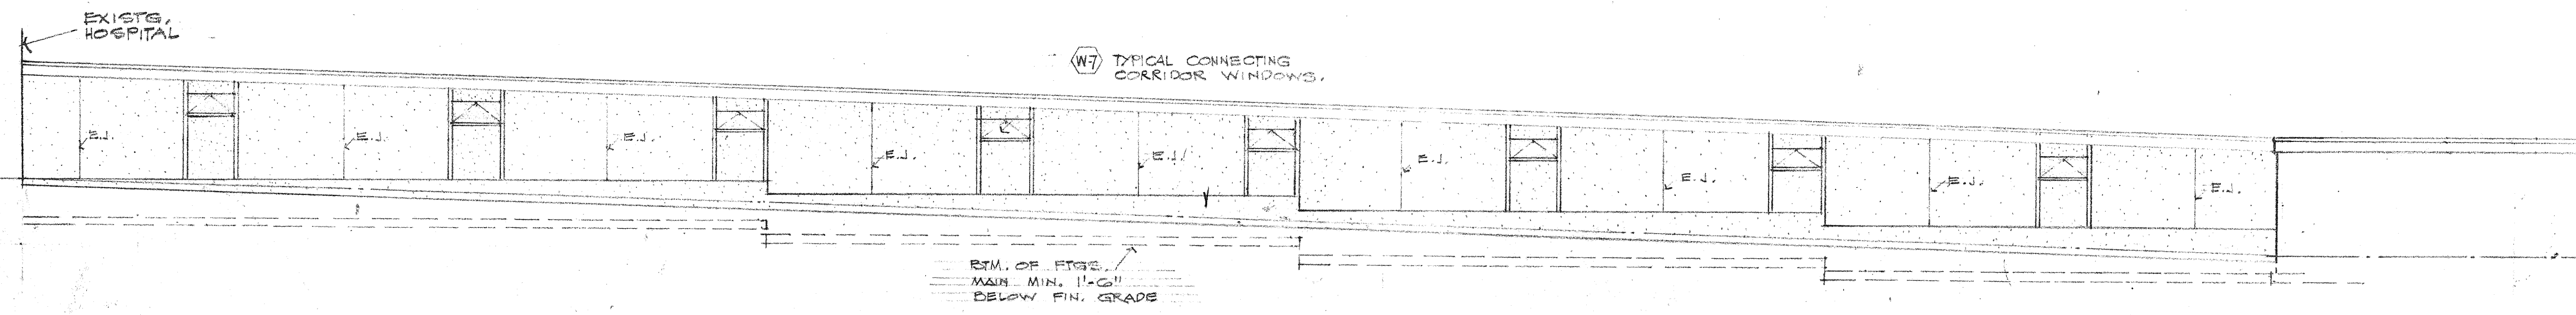 EXISTG.
HOSPITAL
W-7 TYPICAL CONNECTING
CORRIDOR WINDOWS.
E.J.
E.J.
E.J.
E.J.
E.J.
E.J.
E.J.
E.J.
E.J.
BTM. OF FTGS.
MAIN MIN. 1'-6"
BELOW FIN. GRADE